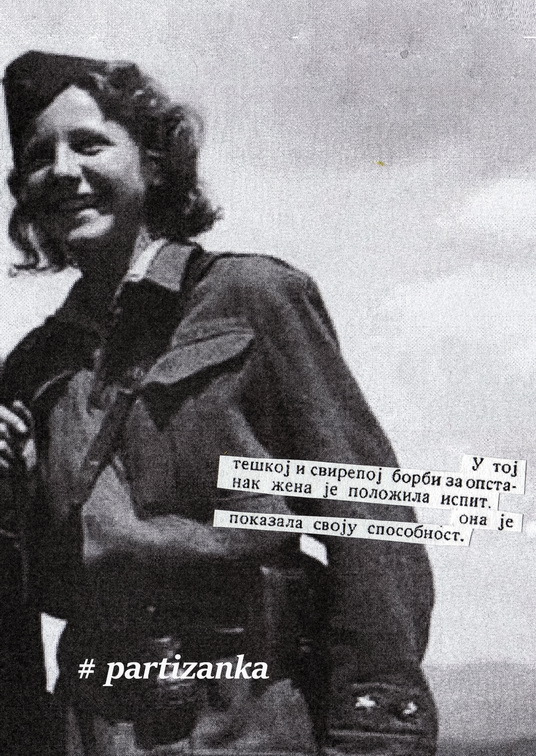 У тој
тешкој и свирепој борби за опста-
нак жена је положила испит.
она је
показала своју способност.
# partizanka